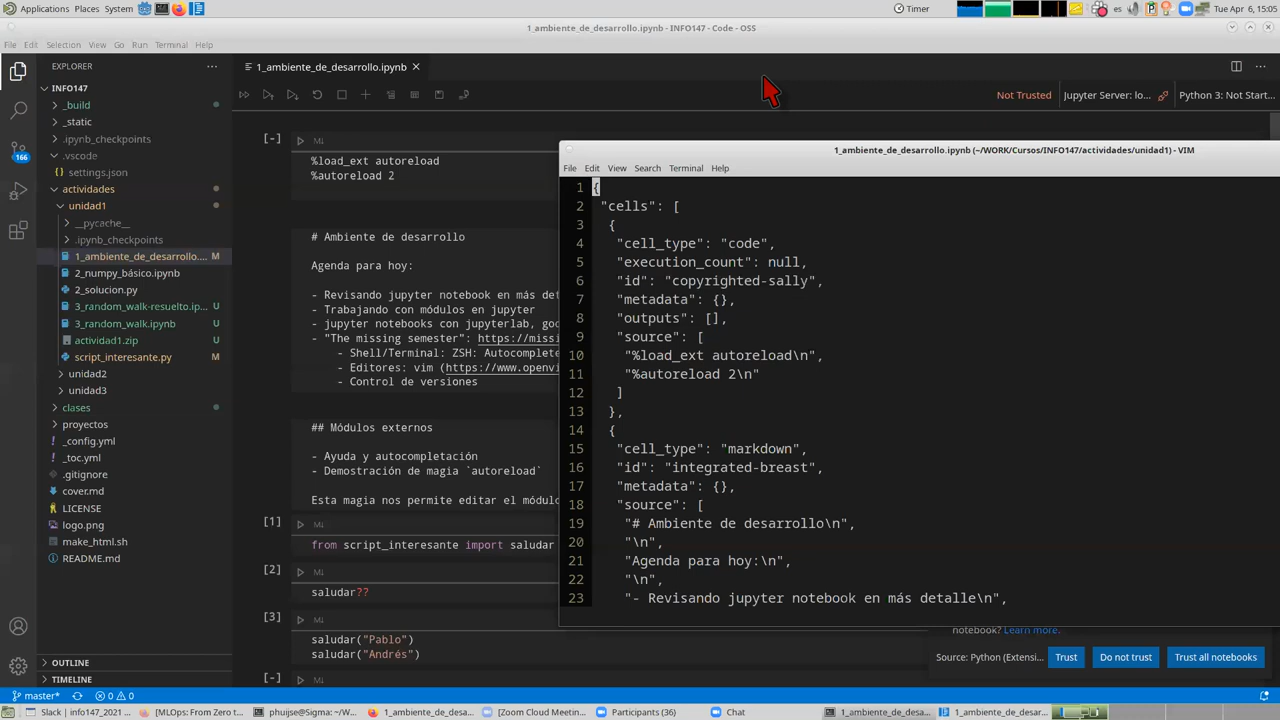 Applications Places System Timer es Tue Apr 6, 15:05
1_ambiente_de_desarrollo.ipynb - INFO147 - Code - OSS
File Edit Selection View Go Run Terminal Help
EXPLORER
INFO147
_build
_static
.ipynb_checkpoints
.vscode
settings.json
actividades
unidad1
__pycache__
.ipynb_checkpoints
1_ambiente_de_desarrollo.... M
2_numpy_básico.ipynb
2_solucion.py
3_random_walk-resuelto.ip...
3_random_walk.ipynb
actividad1.zip
script_interesante.py
unidad2
unidad3
clases
proyectos
_config.yml
_toc.yml
.gitignore
cover.md
LICENSE
logo.png
make_html.sh
README.md
OUTLINE
TIMELINE
166
master* 0 0
1_ambiente_de_desarrollo.ipynb
Not Trusted Jupyter Server: lo... Python 3: Not Start...
[-]
%load_ext autoreload
%autoreload 2
# Ambiente de desarrollo
Agenda para hoy:
- Revisando jupyter notebook en más det
- Trabajando con módulos en jupyter
- jupyter notebooks con jupyterlab, goo
- "The missing semester": https://missi
- Shell/Terminal: ZSH: Autocomplete
- Editores: vim (https://www.openvi
- Control de versiones
## Módulos externos
- Ayuda y autocompletación
- Demostración de magia `autoreload`
Esta magia nos permite editar el módulo
[1]
from script_interesante import saludar
[2]
saludar??
[3]
saludar("Pablo")
saludar("Andrés")
[-]
1_ambiente_de_desarrollo.ipynb (~/WORK/Cursos/INFO147/actividades/unidad1) - VIM
File Edit View Search Terminal Help
1 {
2 "cells": [
3 {
4 "cell_type": "code",
5 "execution_count": null,
6 "id": "copyrighted-sally",
7 "metadata": {},
8 "outputs": [],
9 "source": [
10 "%load_ext autoreload\n",
11 "%autoreload 2\n"
12 ]
13 },
14 {
15 "cell_type": "markdown",
16 "id": "integrated-breast",
17 "metadata": {},
18 "source": [
19 "# Ambiente de desarrollo\n",
20 "\n",
21 "Agenda para hoy:\n",
22 "\n",
23 "- Revisando jupyter notebook en más detalle\n",
notebook? Learn more.
Source: Python (Extensi... Trust Do not trust Trust all notebooks
Slack | info147_2021 ... [MLOps: From Zero t... phuijse@Sigma: ~/W... 1_ambiente_de_desa... [Zoom Cloud Meetin... Participants (36) Chat 1_ambiente_de_desa... 1_ambiente_de_desar...